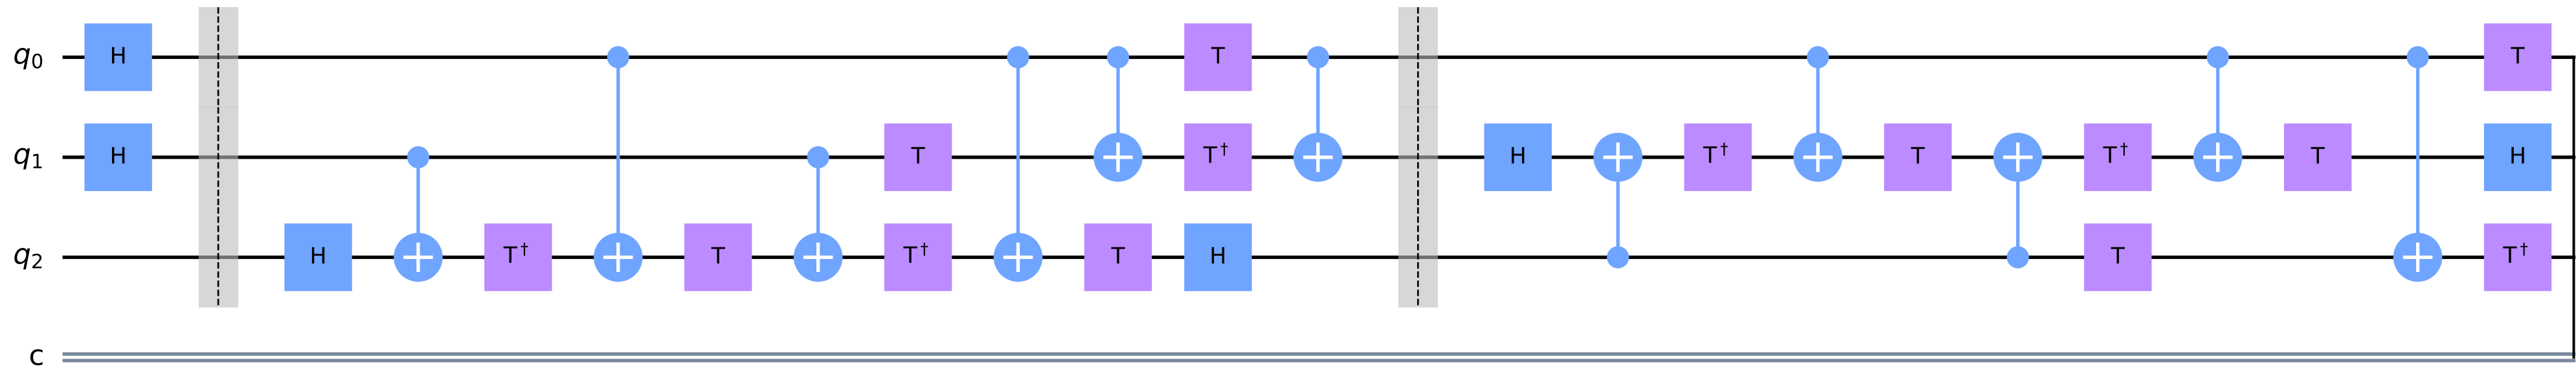 q0 H T T
H T T† H T† T T† T H
q1
q2 H T† T T† T H T T†
c